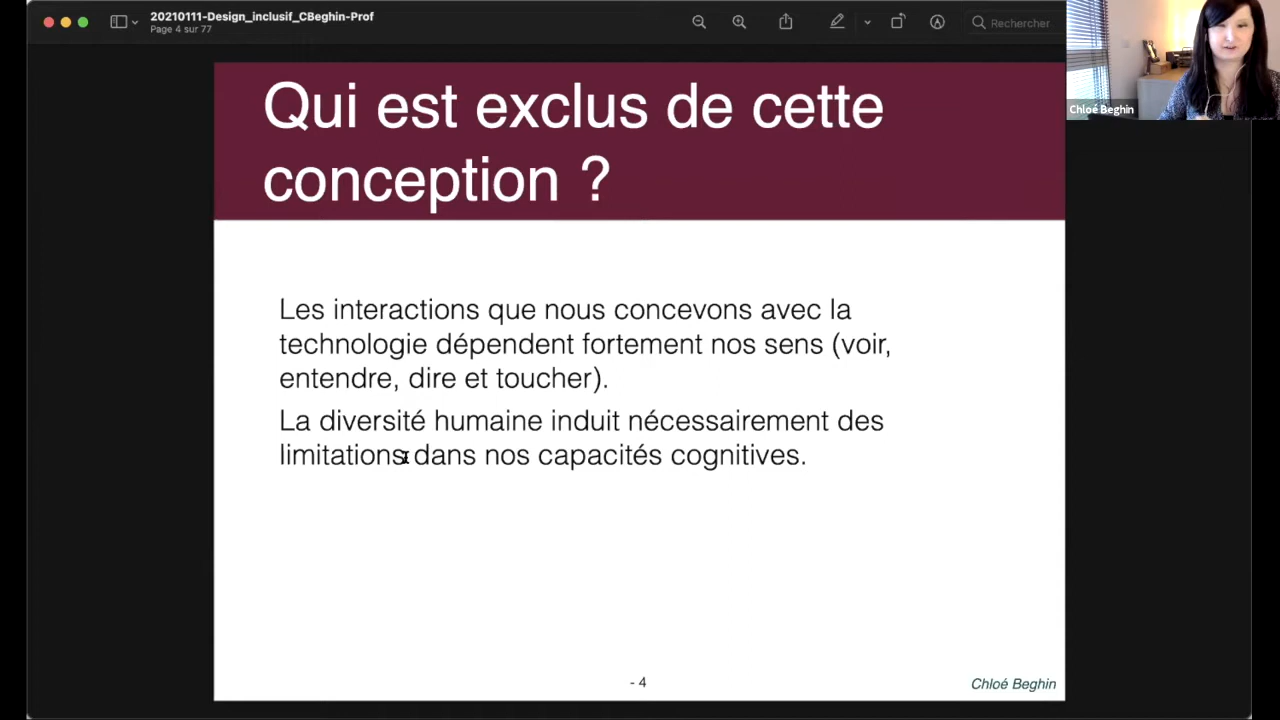 20210111-Design_inclusif_CBeghin-Prof
Page 4 sur 77
Rechercher
Chloé Beghin
Qui est exclus de cette
conception ?
Les interactions que nous concevons avec la
technologie dépendent fortement nos sens (voir,
entendre, dire et toucher).
La diversité humaine induit nécessairement des
limitations dans nos capacités cognitives.
- 4
Chloé Beghin